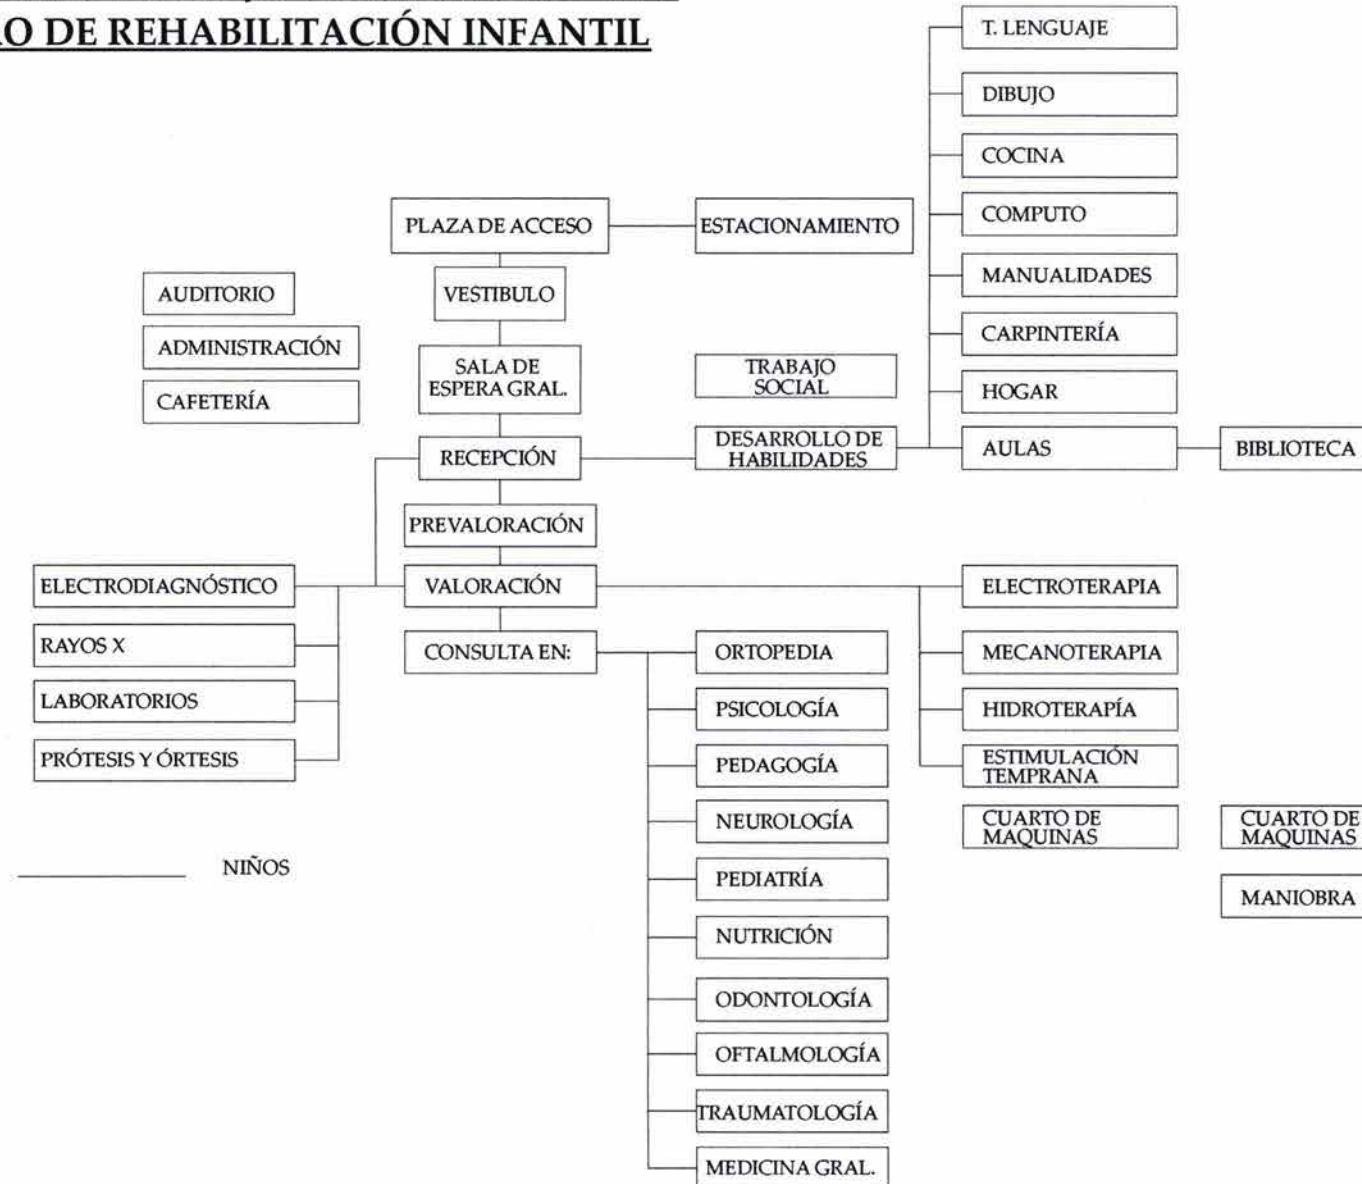 O DE REHABILITACIÓN INFANTIL
T. LENGUAJE
DIBUJO
COCINA
COMPUTO
MANUALIDADES
CARPINTERÍA
HOGAR
AULAS
BIBLIOTECA
PLAZA DE ACCESO
ESTACIONAMIENTO
VESTIBULO
SALA DE
ESPERA GRAL.
RECEPCIÓN
PREVALORACIÓN
VALORACIÓN
CONSULTA EN:
AUDITORIO
ADMINISTRACIÓN
CAFETERÍA
TRABAJO
SOCIAL
DESARROLLO DE
HABILIDADES
ELECTRODIAGNÓSTICO
RAYOS X
LABORATORIOS
PRÓTESIS Y ÓRTESIS
NIÑOS
ORTOPEDIA
PSICOLOGÍA
PEDAGOGÍA
NEUROLOGÍA
PEDIATRÍA
NUTRICIÓN
ODONTOLOGÍA
OFTALMOLOGÍA
TRAUMATOLOGÍA
MEDICINA GRAL.
ELECTROTERAPIA
MECANOTERAPIA
HIDROTERAPÍA
ESTIMULACIÓN
TEMPRANA
CUARTO DE
MAQUINAS
CUARTO DE
MAQUINAS
MANIOBRA